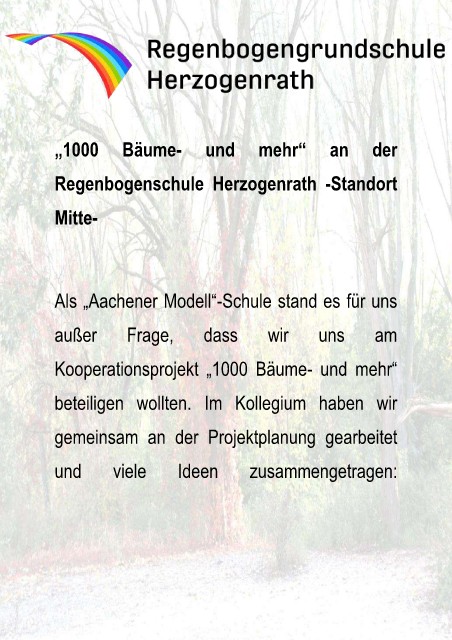 Regenbogengrundschule
Herzogenrath
„1000 Bäume- und mehr“ an der
Regenbogenschule Herzogenrath -Standort
Mitte-
Als „Aachener Modell“-Schule stand es für uns
außer Frage, dass wir uns am
Kooperationsprojekt „1000 Bäume- und mehr“
beteiligen wollten. Im Kollegium haben wir
gemeinsam an der Projektplanung gearbeitet
und viele Ideen zusammengetragen: